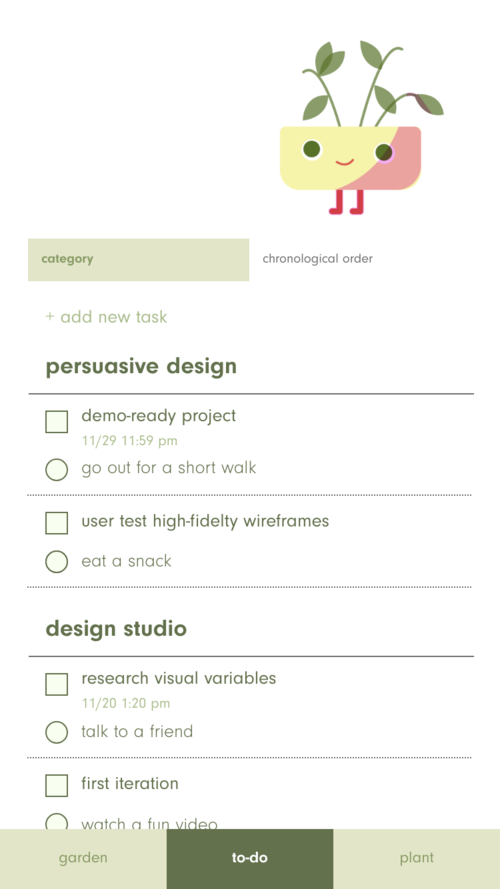 category
chronological order
+ add new task
persuasive design
demo-ready project
11/29 11:59 pm
go out for a short walk
user test high-fidelty wireframes
eat a snack
design studio
research visual variables
11/20 1:20 pm
talk to a friend
first iteration
watch a fun video
garden
to-do
plant